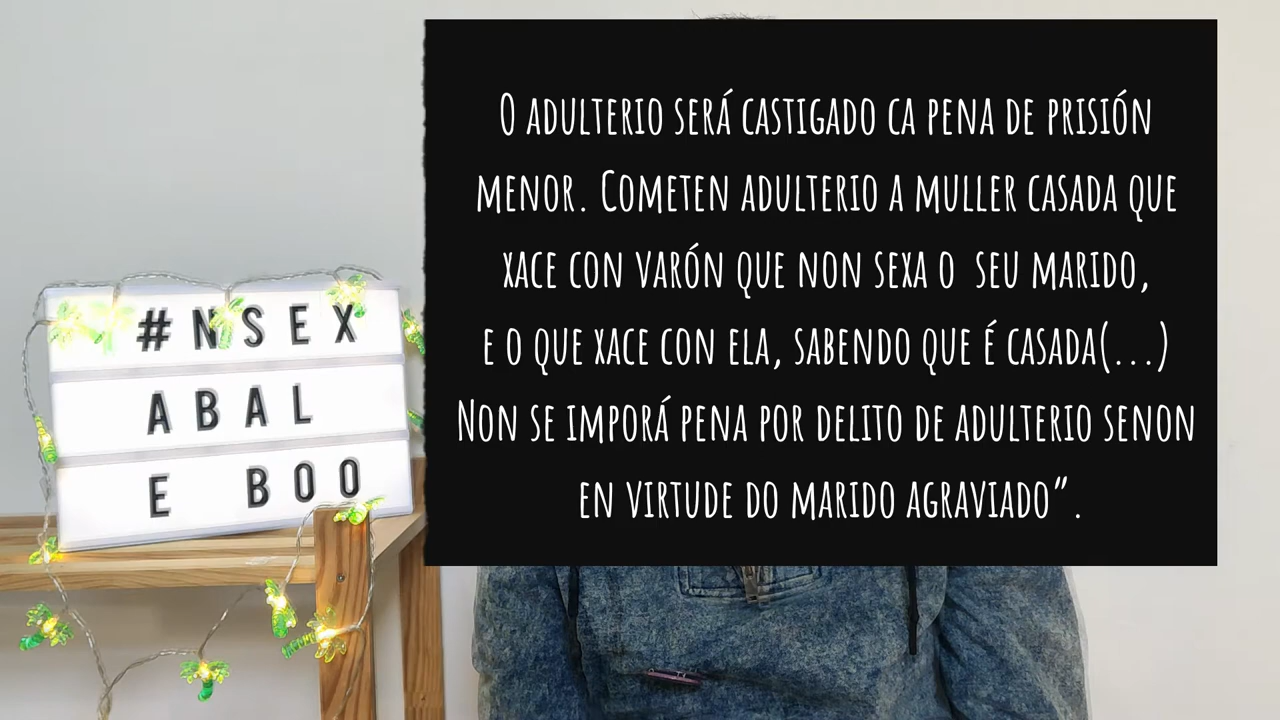 #NSEX
ABAL
E BOO
O ADULTERIO SERÁ CASTIGADO CA PENA DE PRISIÓN
MENOR. COMETEN ADULTERIO A MULLER CASADA QUE
XACE CON VARÓN QUE NON SEXA O SEU MARIDO,
E O QUE XACE CON ELA, SABENDO QUE É CASADA(...)
NON SE IMPORÁ PENA POR DELITO DE ADULTERIO SENON
EN VIRTUDE DO MARIDO AGRAVIADO”.